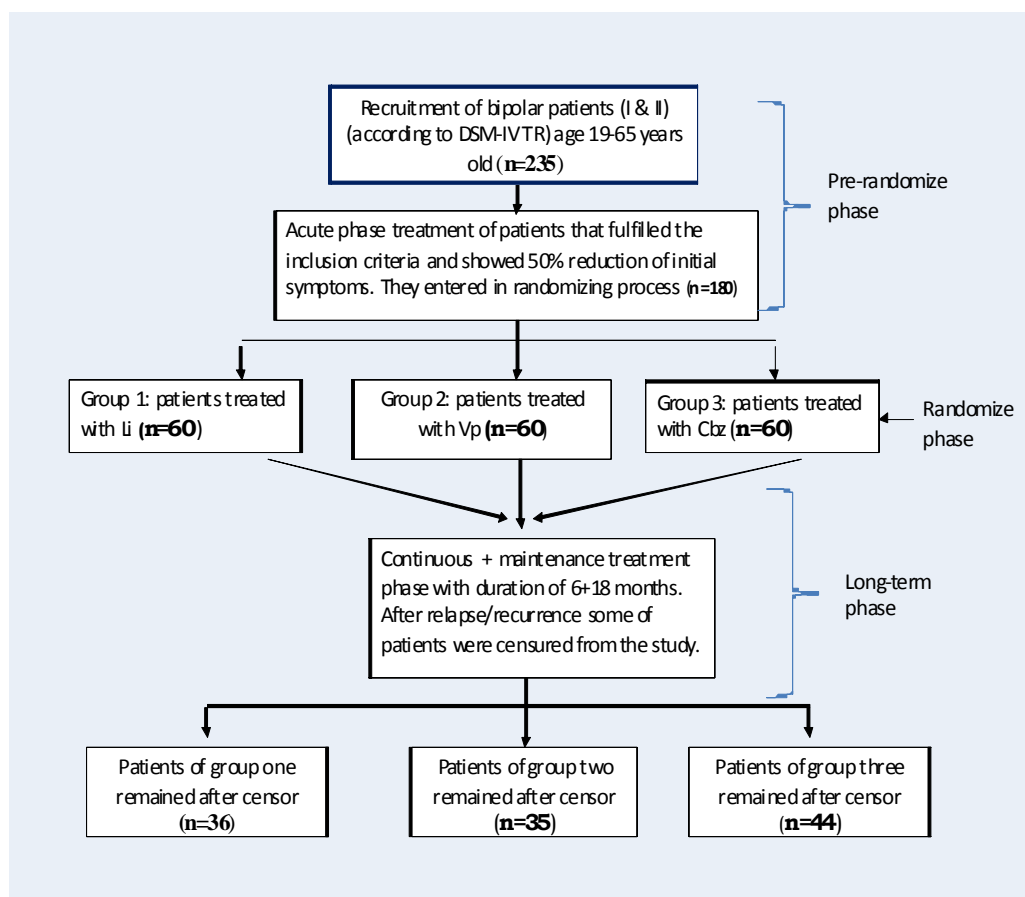 Recruitment of bipolar patients (I & II)
(according to DSM-IVTR) age 19-65 years
old (n=235)
Pre-randomize
phase
Acute phase treatment of patients that fulfilled the
inclusion criteria and showed 50% reduction of initial
symptoms. They entered in randomizing process (n=180)
Group 1: patients treated
with Li (n=60)
Group 2: patients treated
with Vp (n=60)
Group 3: patients treated
with Cbz (n=60)
Randomize
phase
Continuous + maintenance treatment
phase with duration of 6+18 months.
After relapse/recurrence some of
patients were censured from the study.
Long-term
phase
Patients of group one
remained after censor
(n=36)
Patients of group two
remained after censor
(n=35)
Patients of group three
remained after censor
(n=44)